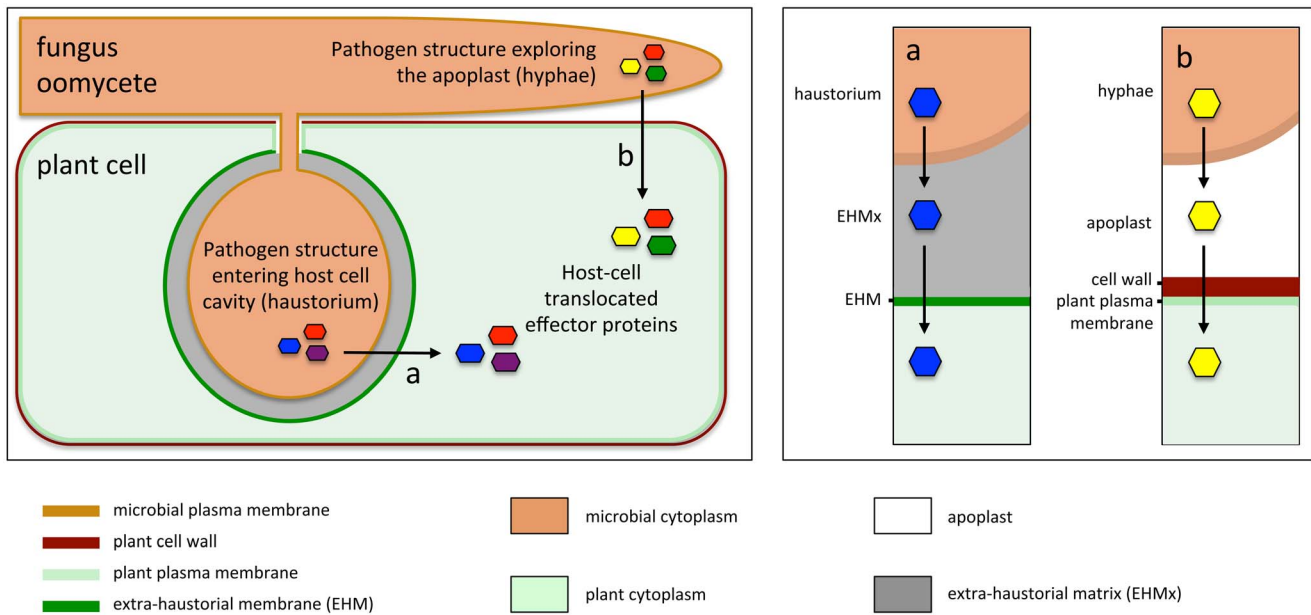 fungus
oomycete
Pathogen structure exploring
the apoplast (hyphae)
plant cell
b
Pathogen structure
entering host cell
cavity (haustorium)
Host-cell
translocated
effector proteins
a
a
haustorium
EHMx
EHM
b
hyphae
apoplast
cell wall
plant plasma
membrane
microbial plasma membrane
plant cell wall
plant plasma membrane
extra-haustorial membrane (EHM)
microbial cytoplasm
plant cytoplasm
apoplast
extra-haustorial matrix (EHMx)